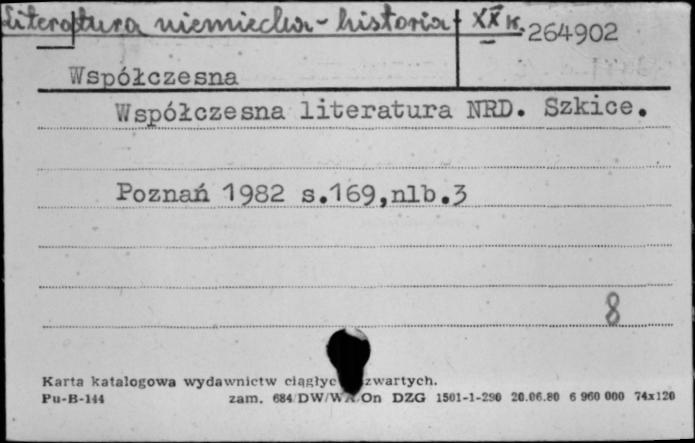 Literatura niemiecka - historia XX w. 264902
Współczesna
Współczesna literatura NRD. Szkice.
Poznań 1982 s.169,nlb.3
8
Karta katalogowa wydawnictw ciągłyc zwartych.
Pu-B-144 zam. 684/DW/WA/On DZG 1501-1-290 20.06.80 6 960 000 74x120